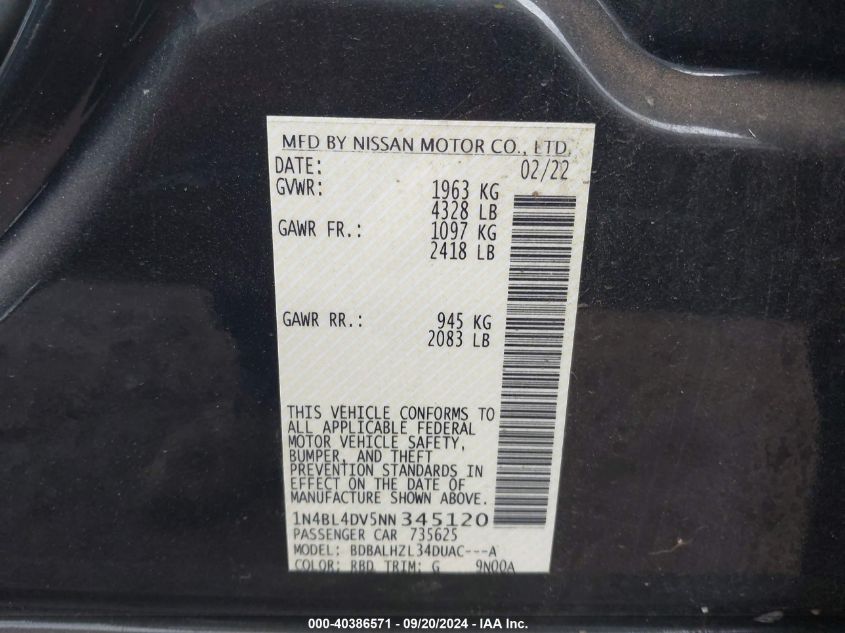 MFD BY NISSAN MOTOR CO., LTD.
DATE: 02/22
GVWR: 1963 KG
4328 LB
GAWR FR.: 1097 KG
2418 LB
GAWR RR.: 945 KG
2083 LB
THIS VEHICLE CONFORMS TO
ALL APPLICABLE FEDERAL
MOTOR VEHICLE SAFETY,
BUMPER, AND THEFT
PREVENTION STANDARDS IN
EFFECT ON THE DATE OF
MANUFACTURE SHOWN ABOVE.
1N4BL4DV5NN345120
PASSENGER CAR 735625
MODEL: BDBALHZL34DUAC---A
COLOR: RBD TRIM: G 9N00A
000-40386571 / 09/20/2024 - IAA Inc.